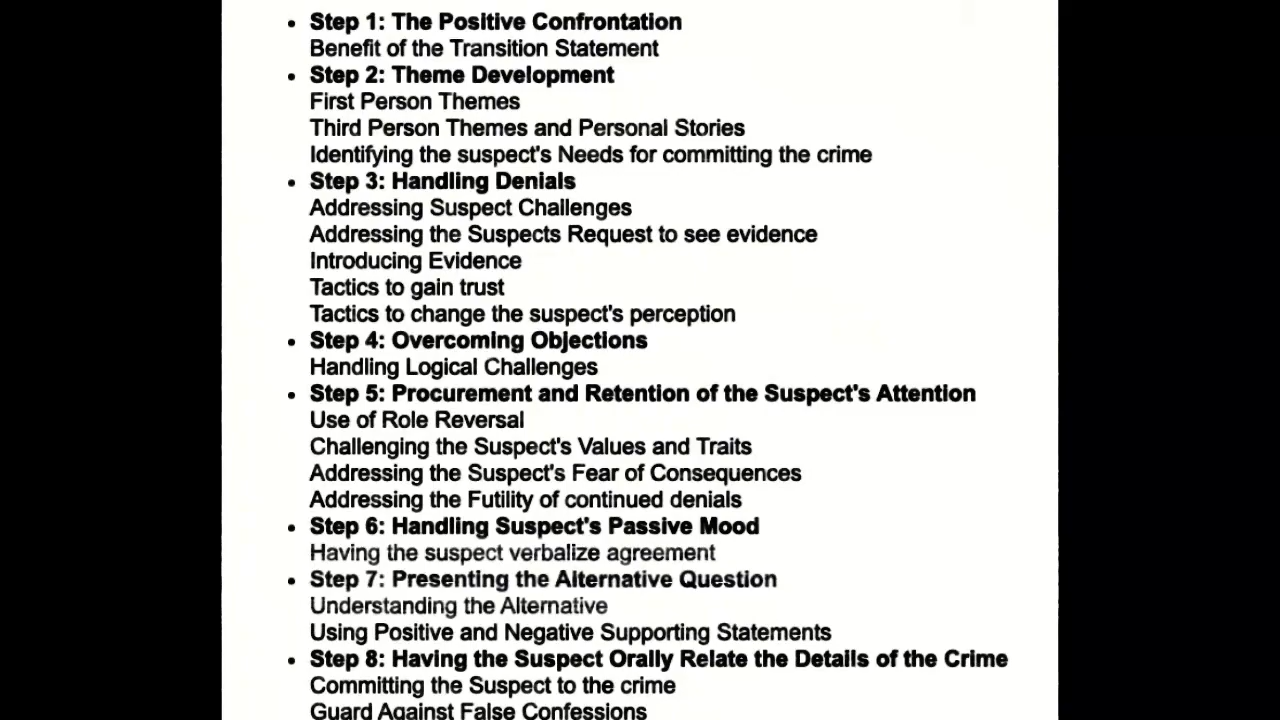 Step 1: The Positive Confrontation
Benefit of the Transition Statement
Step 2: Theme Development
First Person Themes
Third Person Themes and Personal Stories
Identifying the suspect's Needs for committing the crime
Step 3: Handling Denials
Addressing Suspect Challenges
Addressing the Suspects Request to see evidence
Introducing Evidence
Tactics to gain trust
Tactics to change the suspect's perception
Step 4: Overcoming Objections
Handling Logical Challenges
Step 5: Procurement and Retention of the Suspect's Attention
Use of Role Reversal
Challenging the Suspect's Values and Traits
Addressing the Suspect's Fear of Consequences
Addressing the Futility of continued denials
Step 6: Handling Suspect's Passive Mood
Having the suspect verbalize agreement
Step 7: Presenting the Alternative Question
Understanding the Alternative
Using Positive and Negative Supporting Statements
Step 8: Having the Suspect Orally Relate the Details of the Crime
Committing the Suspect to the crime
Guard Against False Confessions